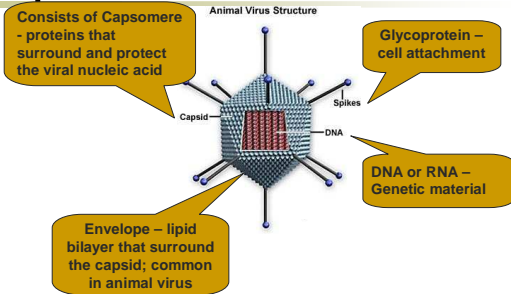 Animal Virus Structure
Consists of Capsomere
- proteins that
surround and protect
the viral nucleic acid
Glycoprotein –
cell attachment
Spikes
Capsid
DNA
DNA or RNA –
Genetic material
Envelope – lipid
bilayer that surround
the capsid; common
in animal virus